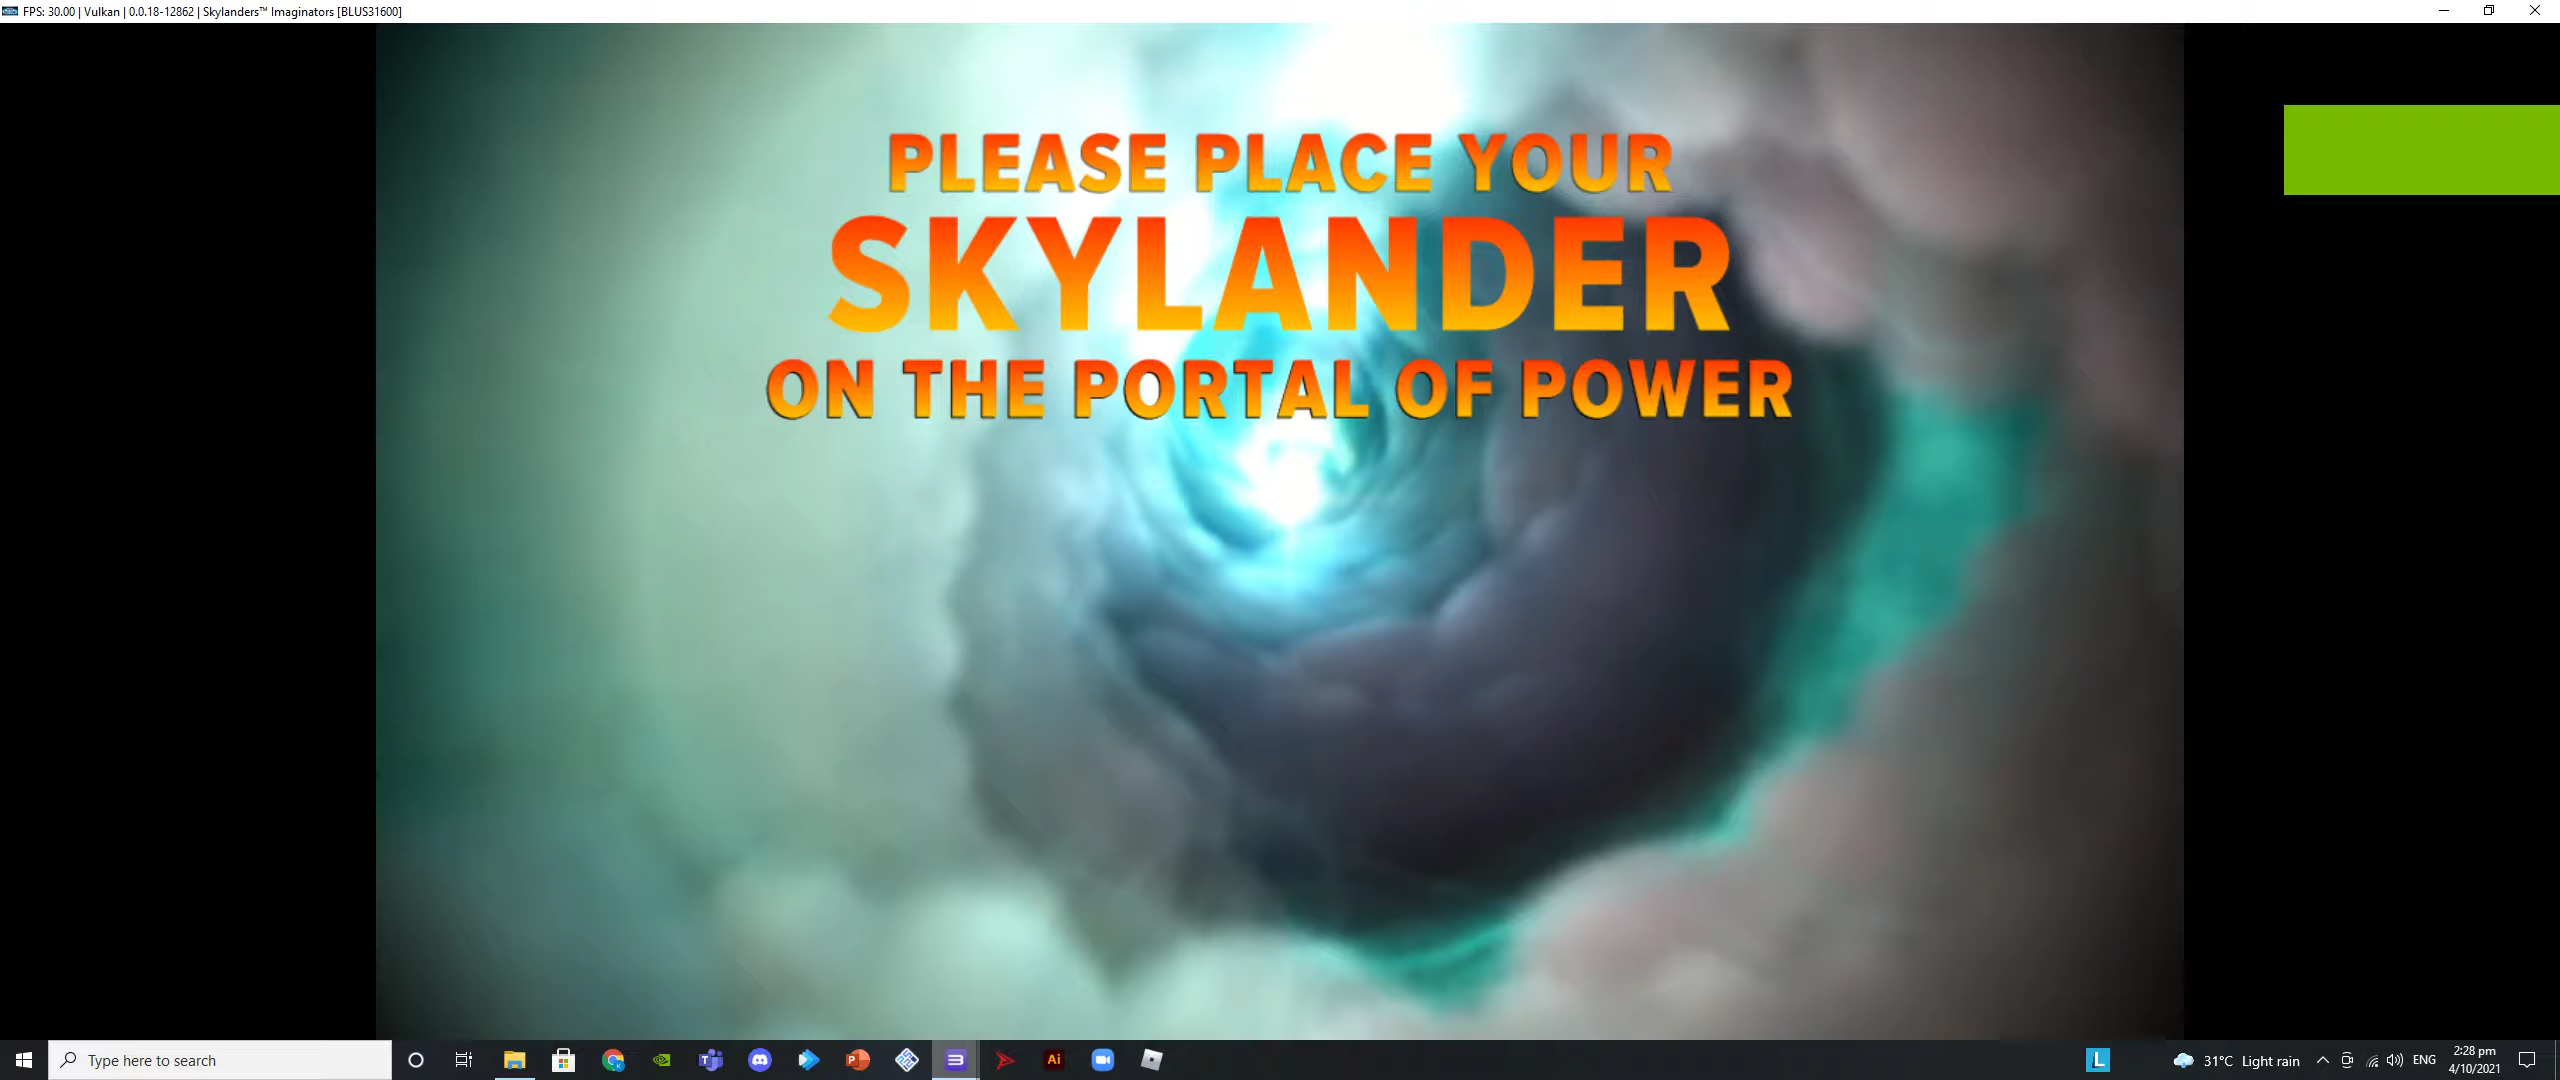 FPS: 30.00 | Vulkan | 0.0.18-12862 | Skylanders™ Imaginators [BLUS31600]
PLEASE PLACE YOUR
SKYLANDER
ON THE PORTAL OF POWER
Type here to search
Ai
L
31°C Light rain
ENG
2:28 pm
4/10/2021